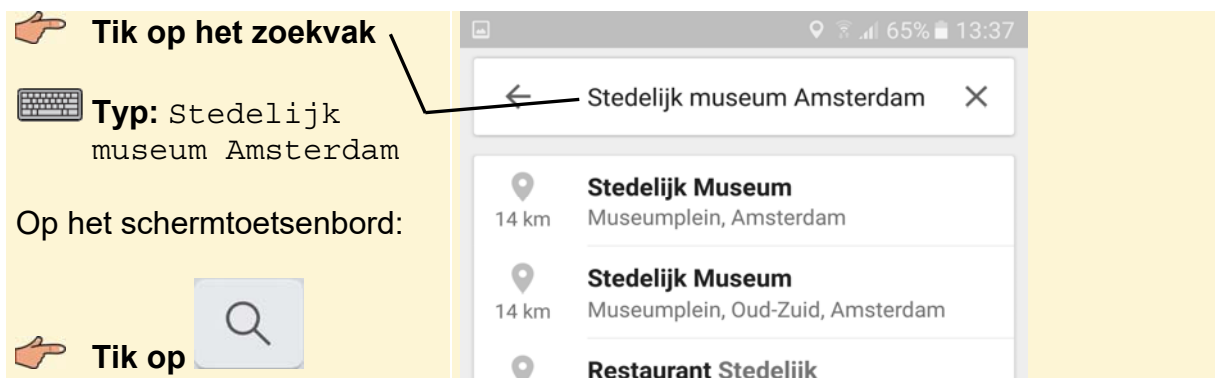 Tik op het zoekvak
Typ: Stedelijk
museum Amsterdam
Op het schermtoetsenbord:
Tik op
65% 13:37
Stedelijk museum Amsterdam
Stedelijk Museum
14 km Museumplein, Amsterdam
Stedelijk Museum
14 km Museumplein, Oud-Zuid, Amsterdam
Restaurant Stedelijk